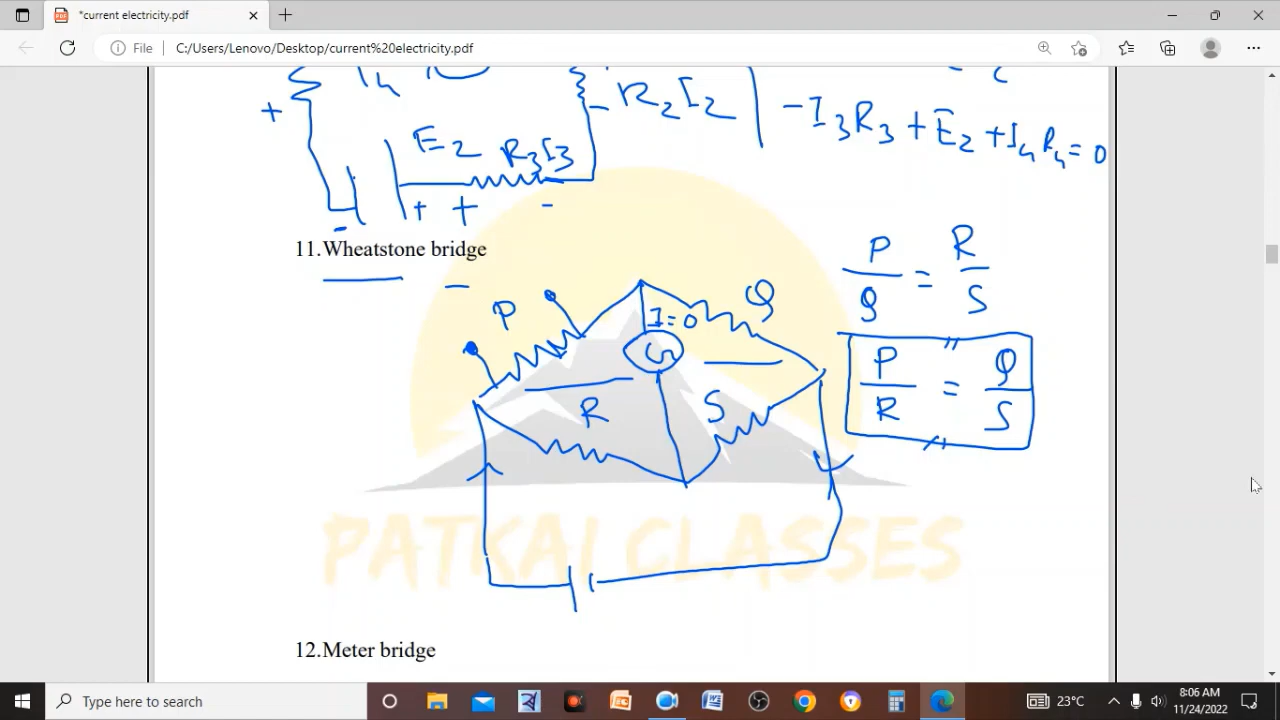 *current electricity.pdf
File C:/Users/Lenovo/Desktop/current%20electricity.pdf
+ - R2I2 -I3R3 + E2 + I4R4 = 0
E2 R3I3
- + + -
11.Wheatstone bridge
P I=0 Q P/Q = R/S
G
R S P/R = Q/S
PATKAI CLASSES
12.Meter bridge
Type here to search
23°C
8:06 AM
11/24/2022